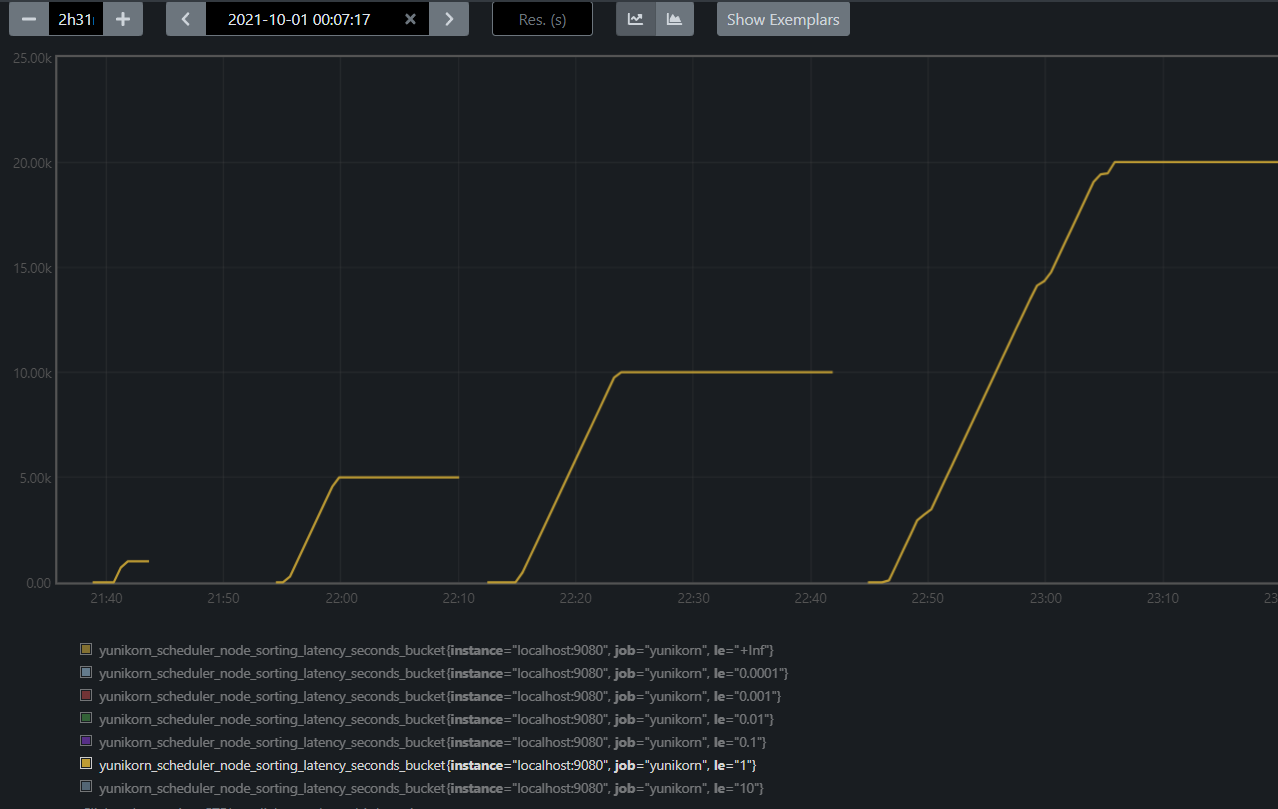 2h31 2021-10-01 00:07:17 Res. (s) Show Exemplars
25.00k
20.00k
15.00k
10.00k
5.00k
0.00
21:40 21:50 22:00 22:10 22:20 22:30 22:40 22:50 23:00 23:10 23
yunikorn_scheduler_node_sorting_latency_seconds_bucket{instance="localhost:9080", job="yunikorn", le="+Inf"}
yunikorn_scheduler_node_sorting_latency_seconds_bucket{instance="localhost:9080", job="yunikorn", le="0.0001"}
yunikorn_scheduler_node_sorting_latency_seconds_bucket{instance="localhost:9080", job="yunikorn", le="0.001"}
yunikorn_scheduler_node_sorting_latency_seconds_bucket{instance="localhost:9080", job="yunikorn", le="0.01"}
yunikorn_scheduler_node_sorting_latency_seconds_bucket{instance="localhost:9080", job="yunikorn", le="0.1"}
yunikorn_scheduler_node_sorting_latency_seconds_bucket{instance="localhost:9080", job="yunikorn", le="1"}
yunikorn_scheduler_node_sorting_latency_seconds_bucket{instance="localhost:9080", job="yunikorn", le="10"}